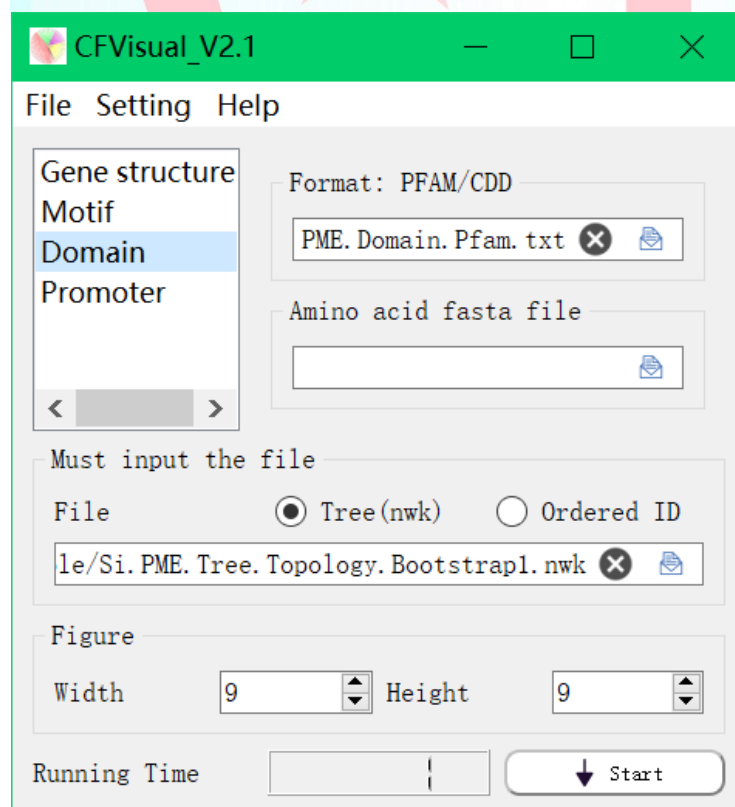 CFVisual_V2.1
File Setting Help
Gene structure
Motif
Domain
Promoter
Format: PFAM/CDD
PME.Domain.Pfam.txt
Amino acid fasta file
Must input the file
File Tree(nwk) Ordered ID
le/Si.PME.Tree.Topology.Bootstrap1.nwk
Figure
Width 9 Height 9
Running Time Start